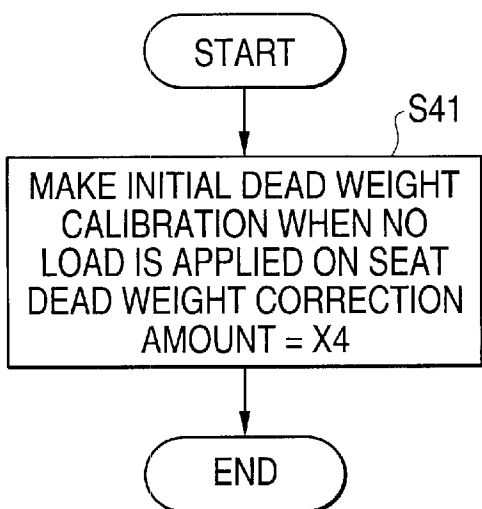 START
S41
MAKE INITIAL DEAD WEIGHT
CALIBRATION WHEN NO
LOAD IS APPLIED ON SEAT
DEAD WEIGHT CORRECTION
AMOUNT = X4
END